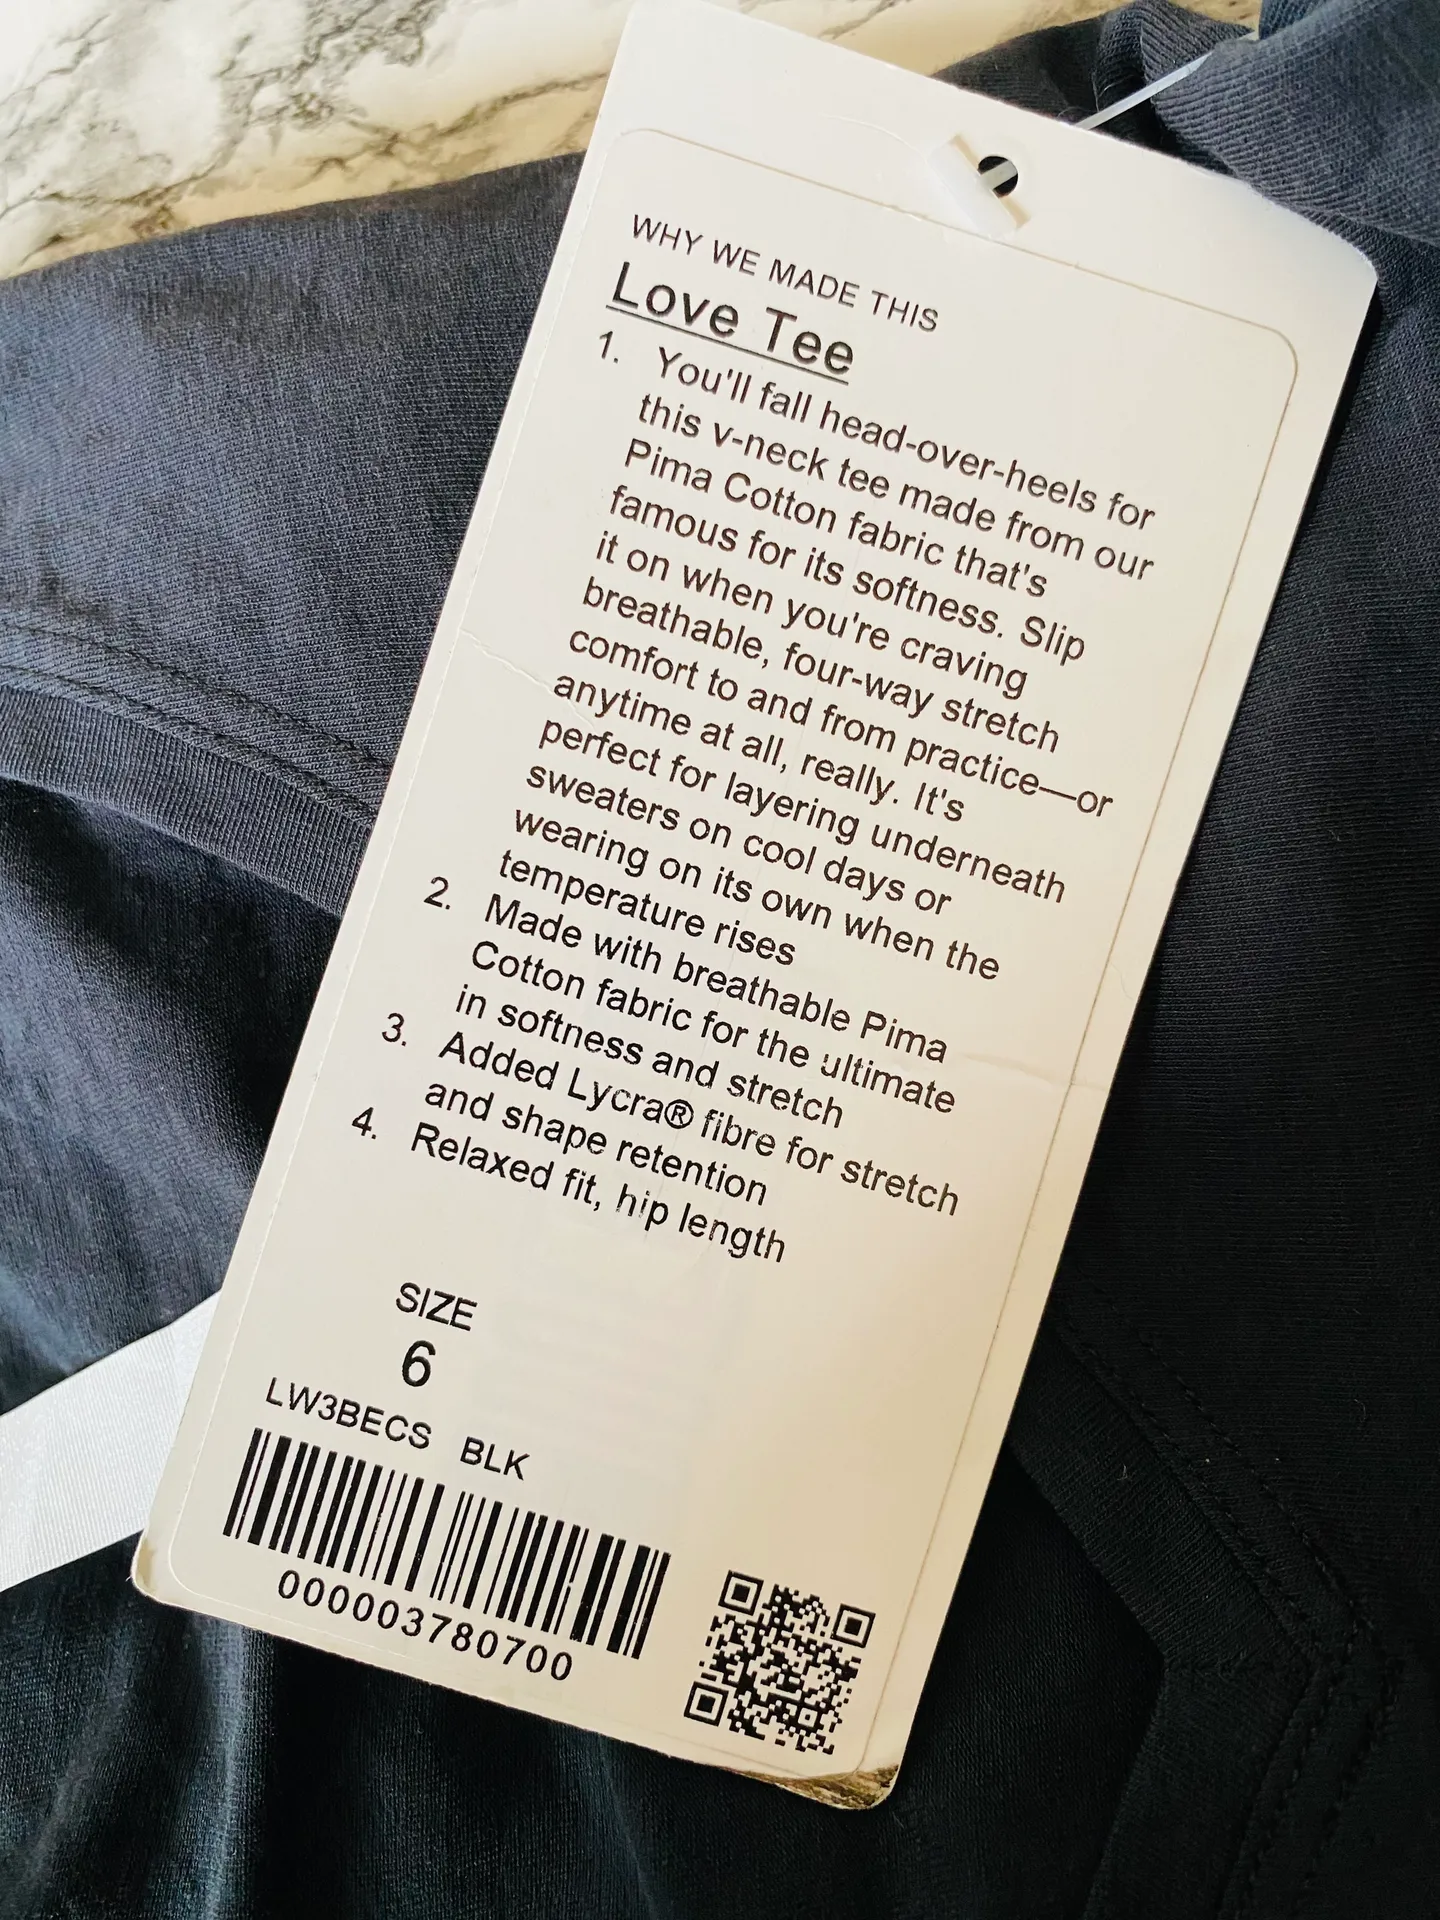 WHY WE MADE THIS
Love Tee
1. You'll fall head-over-heels for
this v-neck tee made from our
Pima Cotton fabric that's
famous for its softness. Slip
it on when you're craving
breathable, four-way stretch
comfort to and from practice—or
anytime at all, really. It's
perfect for layering underneath
sweaters on cool days or
wearing on its own when the
temperature rises
2. Made with breathable Pima
Cotton fabric for the ultimate
in softness and stretch
3. Added Lycra® fibre for stretch
and shape retention
4. Relaxed fit, hip length
SIZE
6
LW3BECS BLK
000003780700